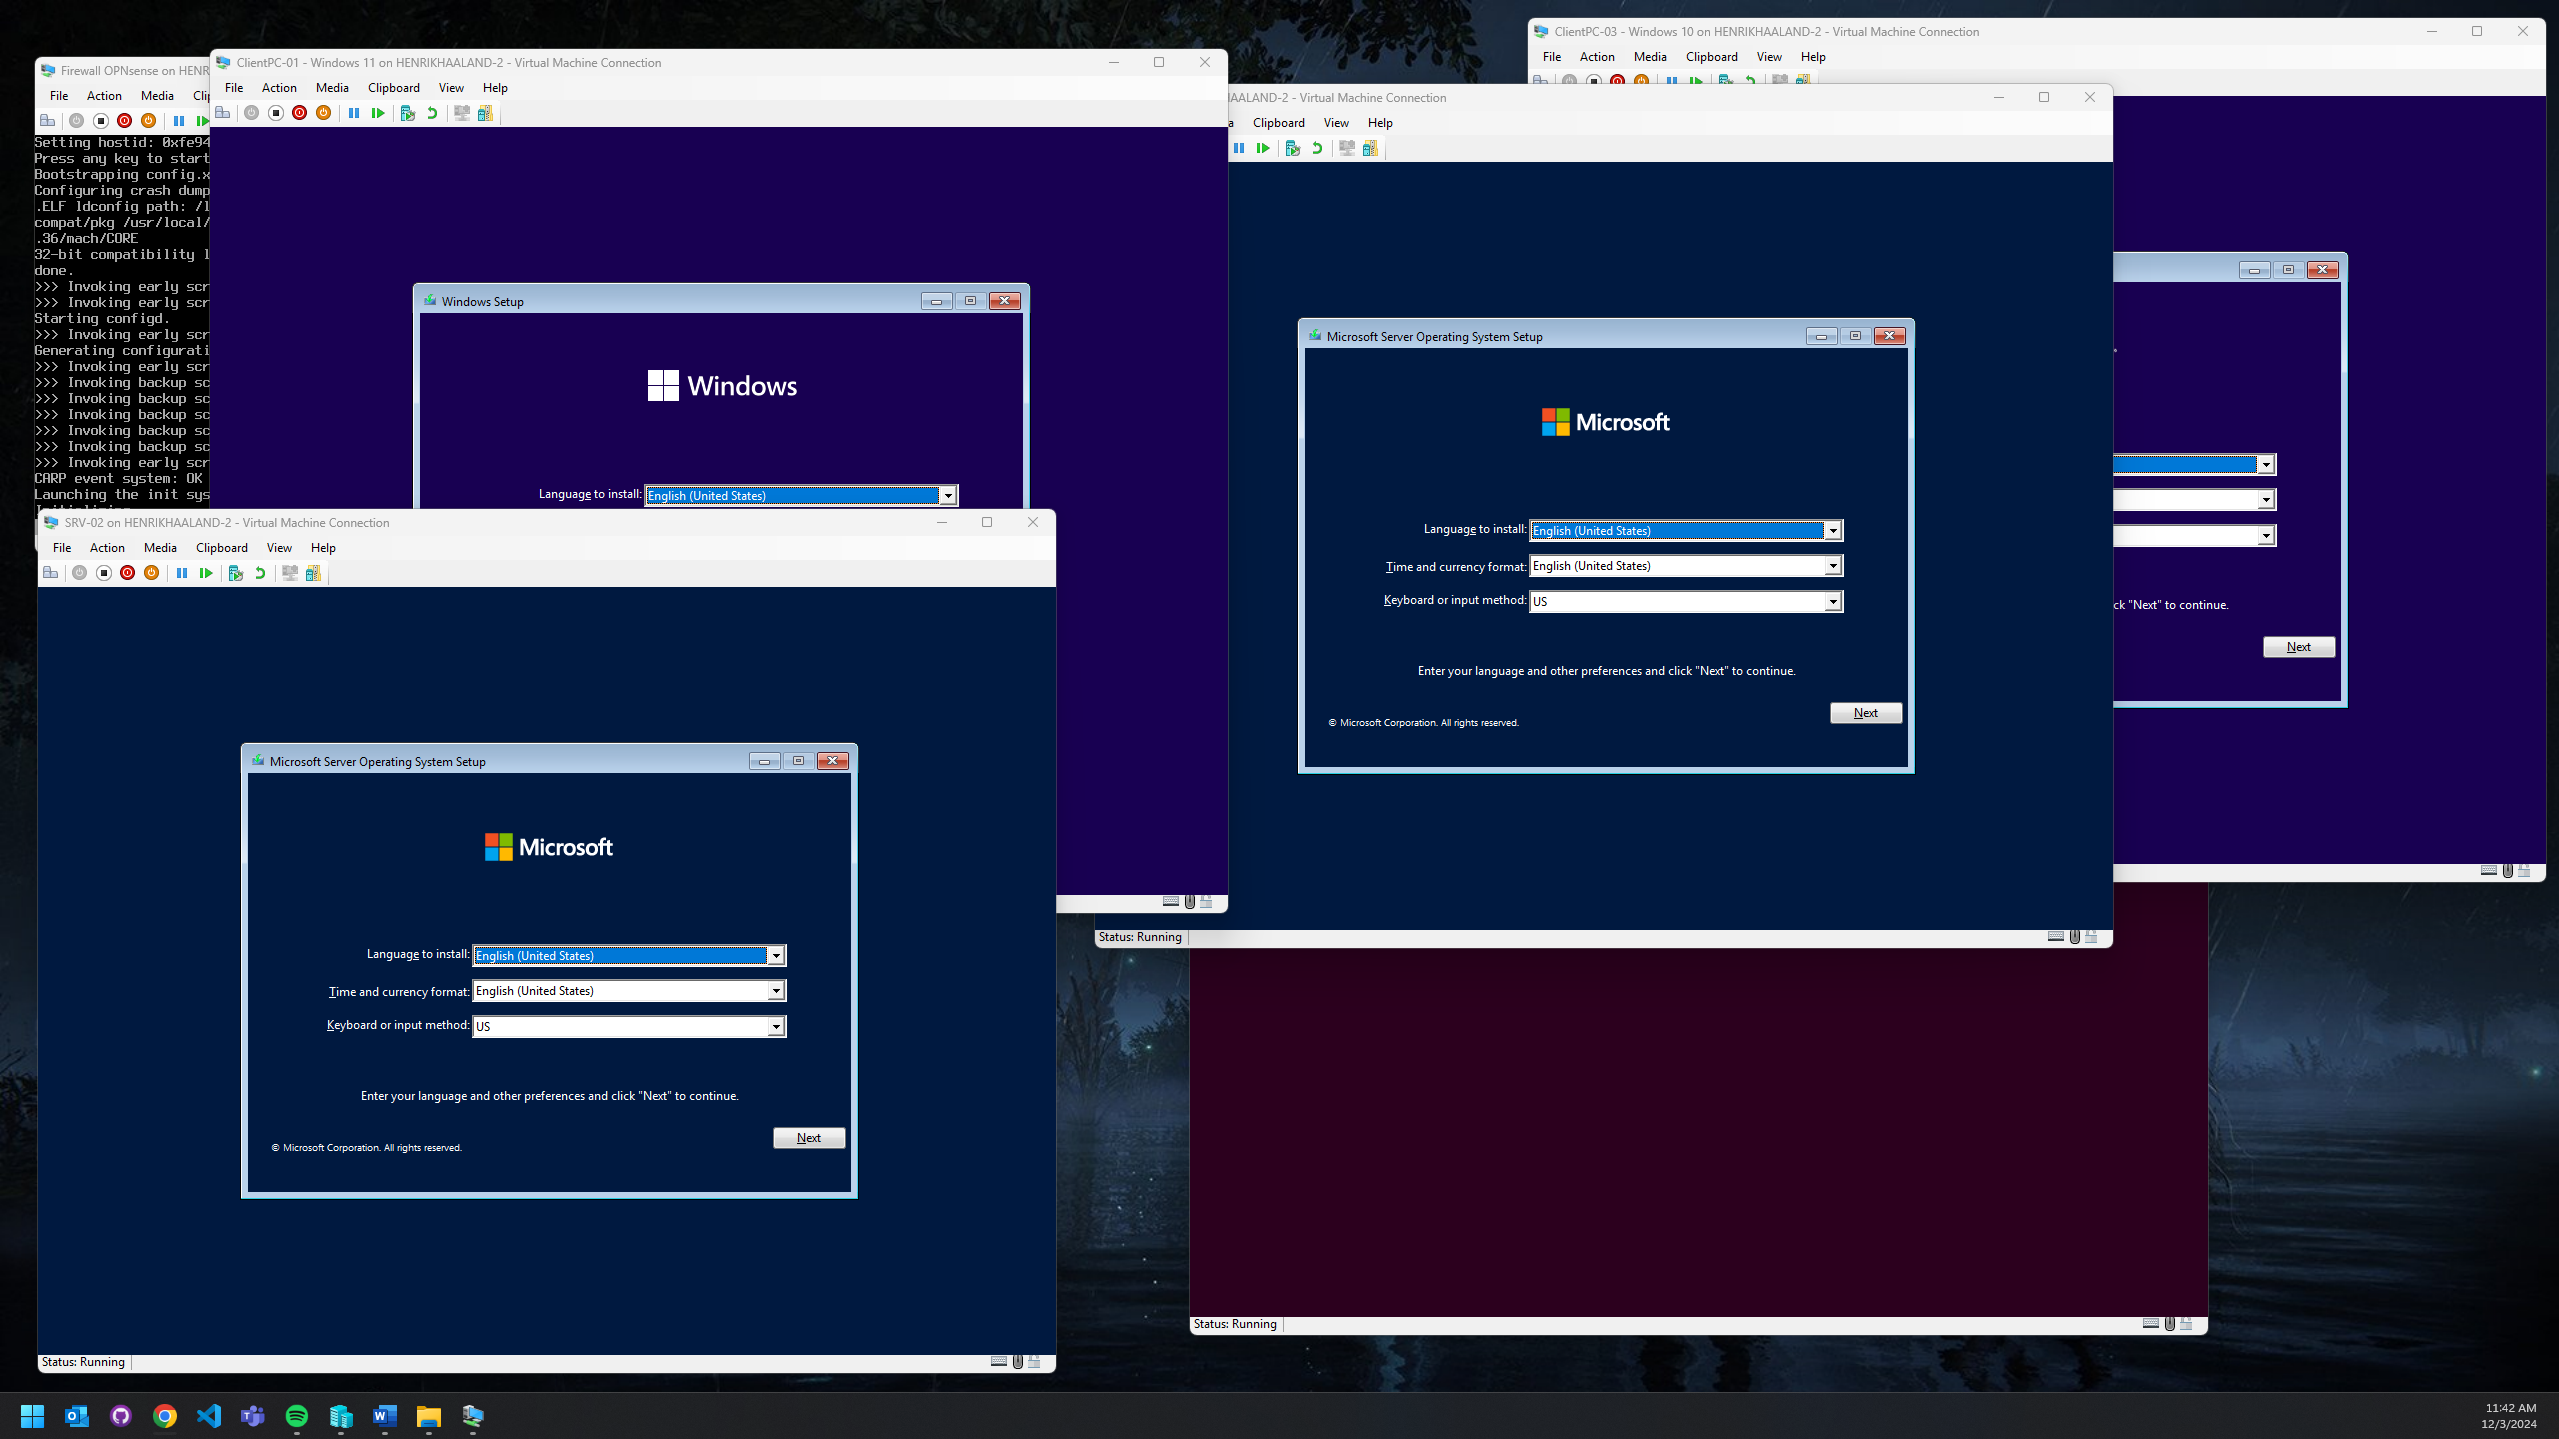 Firewall OPNsense on HENR
File Action Media Clip
Setting hostid: 0xfe94
Press any key to start
Bootstrapping config.x
Configuring crash dump
.ELF ldconfig path: /l
compat/pkg /usr/local/
.36/mach/CORE
32-bit compatibility l
done.
>>> Invoking early scr
>>> Invoking early scr
Starting configd.
>>> Invoking early scr
Generating configurati
>>> Invoking early scr
>>> Invoking backup sc
>>> Invoking backup sc
>>> Invoking backup sc
>>> Invoking backup sc
>>> Invoking backup sc
>>> Invoking early scr
CARP event system: OK
Launching the init sys
ClientPC-01 - Windows 11 on HENRIKHAALAND-2 - Virtual Machine Connection
File Action Media Clipboard View Help
Windows Setup
Windows
Language to install: English (United States)
ClientPC-03 - Windows 10 on HENRIKHAALAND-2 - Virtual Machine Connection
File Action Media Clipboard View Help
ck "Next" to continue.
Next
HAALAND-2 - Virtual Machine Connection
a Clipboard View Help
Microsoft Server Operating System Setup
Microsoft
Language to install: English (United States)
Time and currency format: English (United States)
Keyboard or input method: US
Enter your language and other preferences and click "Next" to continue.
Next
© Microsoft Corporation. All rights reserved.
Status: Running
SRV-02 on HENRIKHAALAND-2 - Virtual Machine Connection
File Action Media Clipboard View Help
Microsoft Server Operating System Setup
Microsoft
Language to install: English (United States)
Time and currency format: English (United States)
Keyboard or input method: US
Enter your language and other preferences and click "Next" to continue.
Next
© Microsoft Corporation. All rights reserved.
Status: Running
Status: Running
11:42 AM
12/3/2024